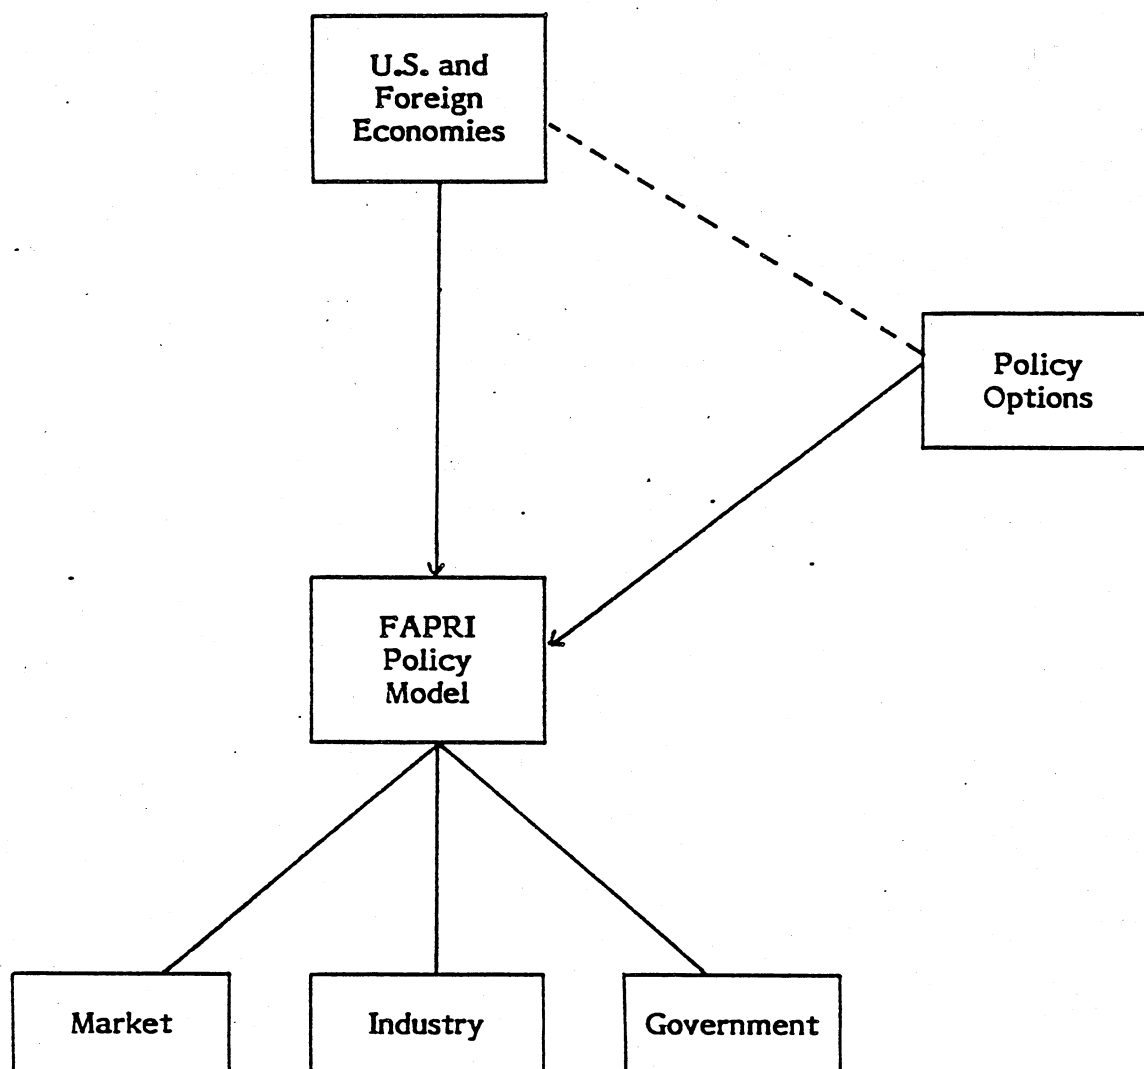 U.S. and
Foreign
Economies
Policy
Options
FAPRI
Policy
Model
Market
Industry
Government